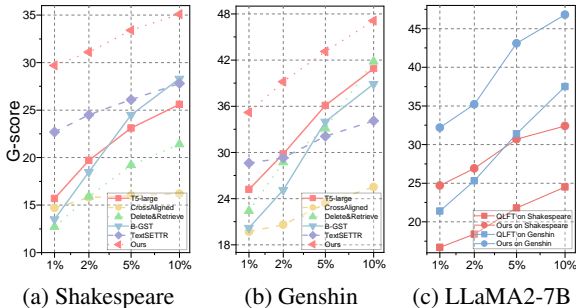 G-score
35
30
25
20
15
10
1% 2% 5% 10%
T5-large
CrossAligned
Delete&Retrieve
B-GST
TextSETTR
Ours
(a) Shakespeare
48
42
36
30
24
18
1% 2% 5% 10%
T5-large
CrossAligned
Delete&Retrieve
B-GST
TextSETTR
Ours
(b) Genshin
45
40
35
30
25
20
1% 2% 5% 10%
QLFT on Shakespeare
Ours on Shakespeare
QLFT on Genshin
Ours on Genshin
(c) LLaMA2-7B